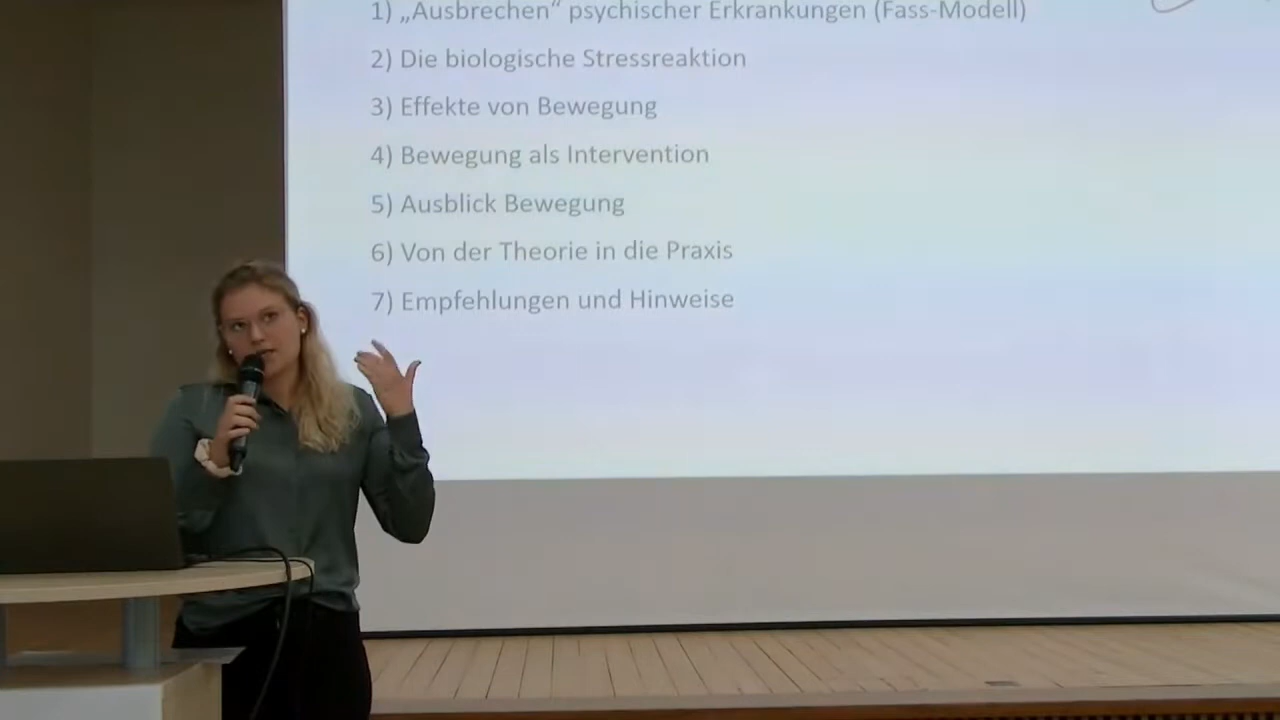 1) „Ausbrechen“ psychischer Erkrankungen (Fass-Modell)
2) Die biologische Stressreaktion
3) Effekte von Bewegung
4) Bewegung als Intervention
5) Ausblick Bewegung
6) Von der Theorie in die Praxis
7) Empfehlungen und Hinweise